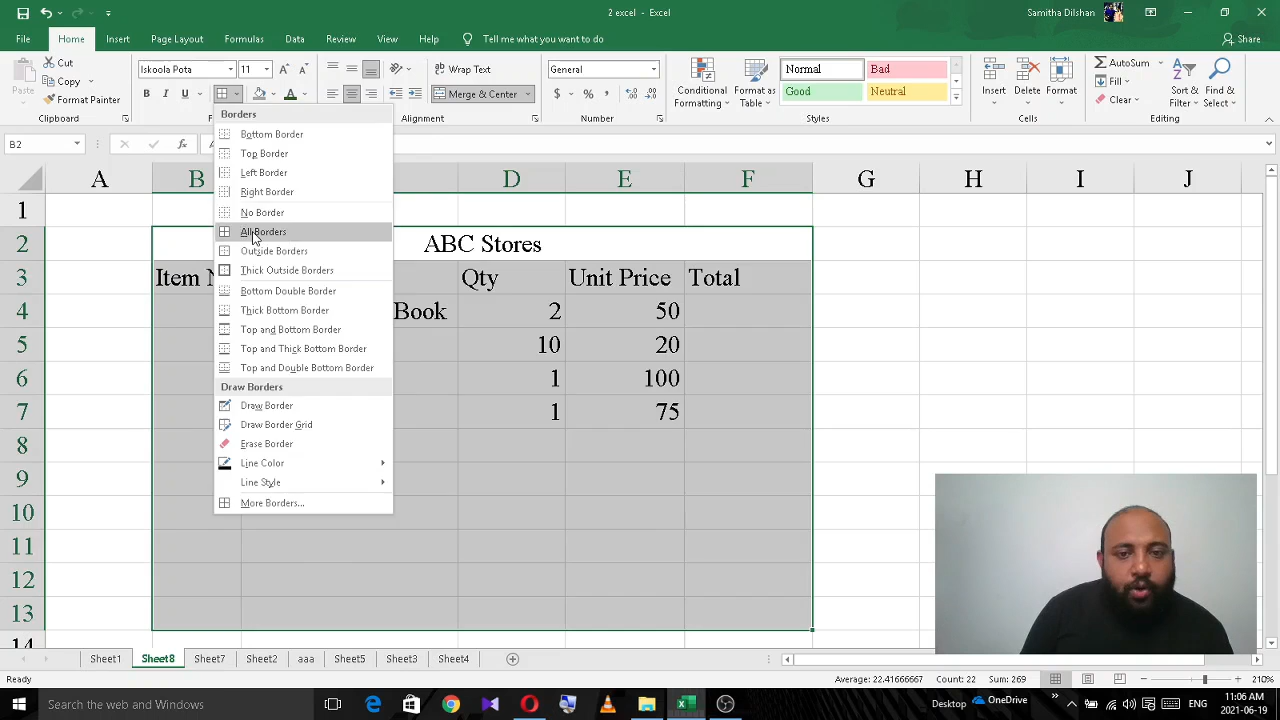 2 excel - Excel
Samitha Dilshan
File Home Insert Page Layout Formulas Data Review View Help Tell me what you want to do Share
Paste
Cut
Copy
Format Painter
Clipboard
Iskoola Pota 11
B I U
Wrap Text
Merge & Center
Alignment
General
$ % ,
Number
Conditional Formatting
Format as Table
Normal Bad
Good Neutral
Styles
Insert Delete Format
Cells
AutoSum
Fill
Clear
Sort & Filter
Find & Select
Editing
B2 fx
Borders
Bottom Border
Top Border
Left Border
Right Border
No Border
All Borders
Outside Borders
Thick Outside Borders
Bottom Double Border
Thick Bottom Border
Top and Bottom Border
Top and Thick Bottom Border
Top and Double Bottom Border
Draw Borders
Draw Border
Draw Border Grid
Erase Border
Line Color
Line Style
More Borders...
A B D E F G H I J
1
2 ABC Stores
3 Item Qty Unit Price Total
4 Book 2 50
5 10 20
6 1 100
7 1 75
8
9
10
11
12
13
14
Sheet1 Sheet8 Sheet7 Sheet2 aaa Sheet5 Sheet3 Sheet4
Ready Average: 22.41666667 Count: 22 Sum: 269 210%
Search the web and Windows
Desktop OneDrive ENG
11:06 AM
2021-06-19